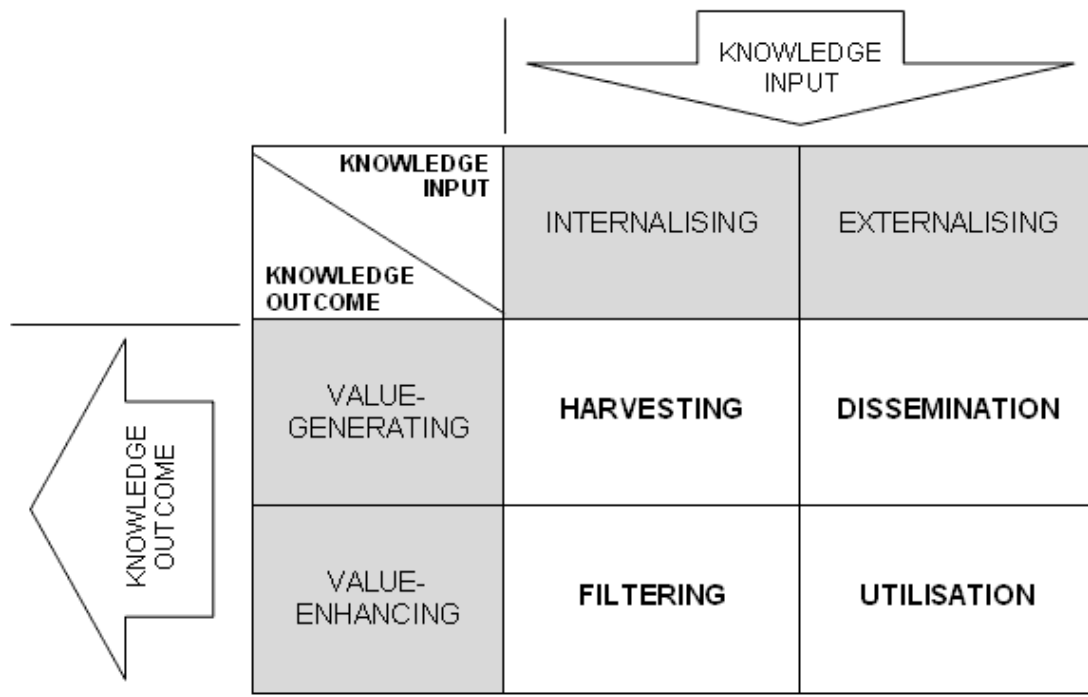 KNOWLEDGE
INPUT
KNOWLEDGE
INPUT
KNOWLEDGE
OUTCOME
INTERNALISING
EXTERNALISING
VALUE-
GENERATING
HARVESTING
DISSEMINATION
KNOWLEDGE
OUTCOME
VALUE-
ENHANCING
FILTERING
UTILISATION